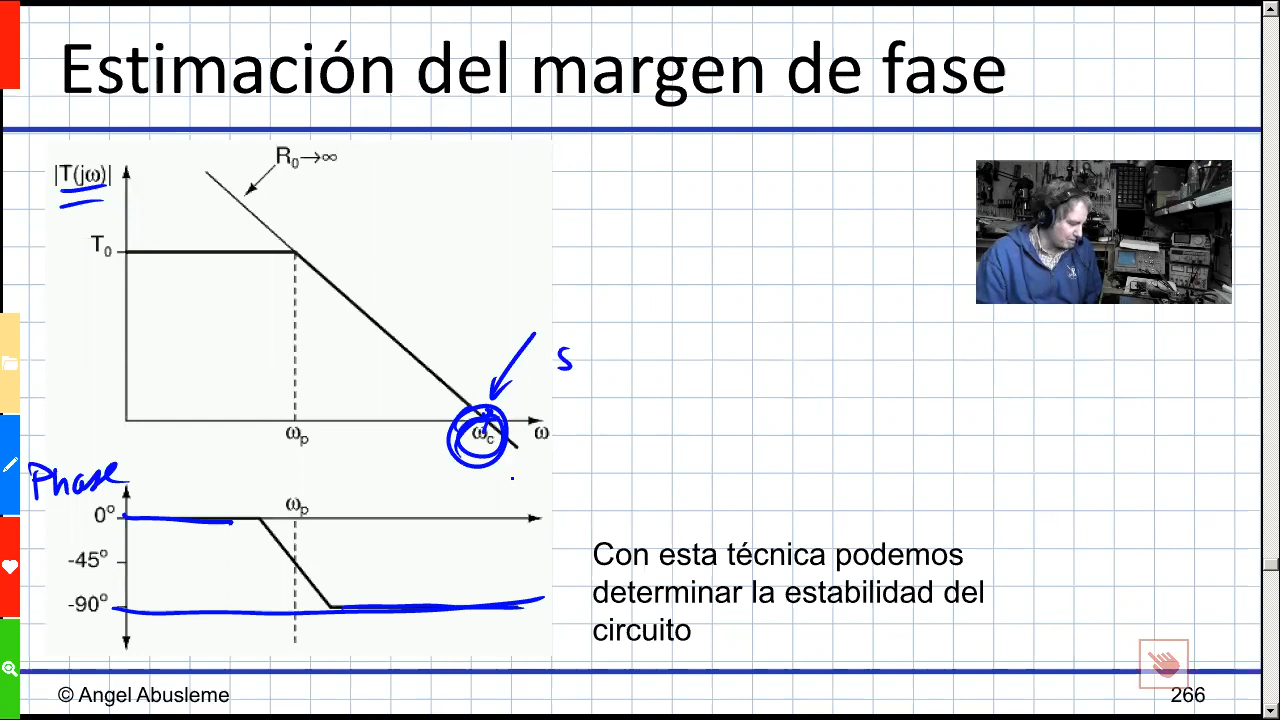 Estimación del margen de fase
R₀→∞
|T(jω)|
T₀
s
ωₚ
ω꜀
ω
Phase
ωₚ
0°
-45°
-90°
Con esta técnica podemos
determinar la estabilidad del
circuito
© Angel Abusleme
266